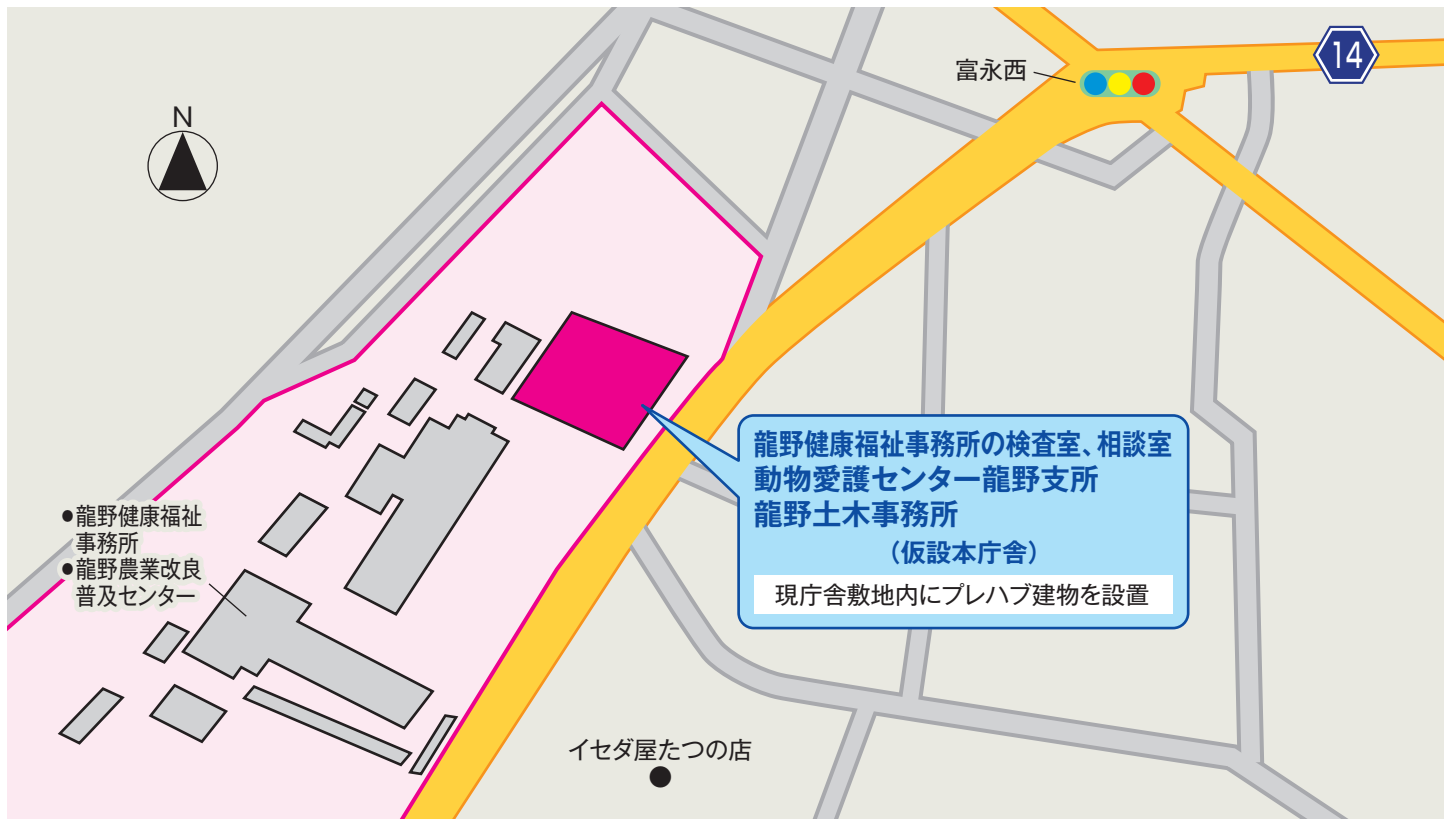 N
富永西
14
龍野健康福祉事務所の検査室、相談室
動物愛護センター龍野支所
龍野土木事務所
（仮設本庁舎）
現庁舎敷地内にプレハブ建物を設置
●龍野健康福祉
事務所
●龍野農業改良
普及センター
イセダ屋たつの店